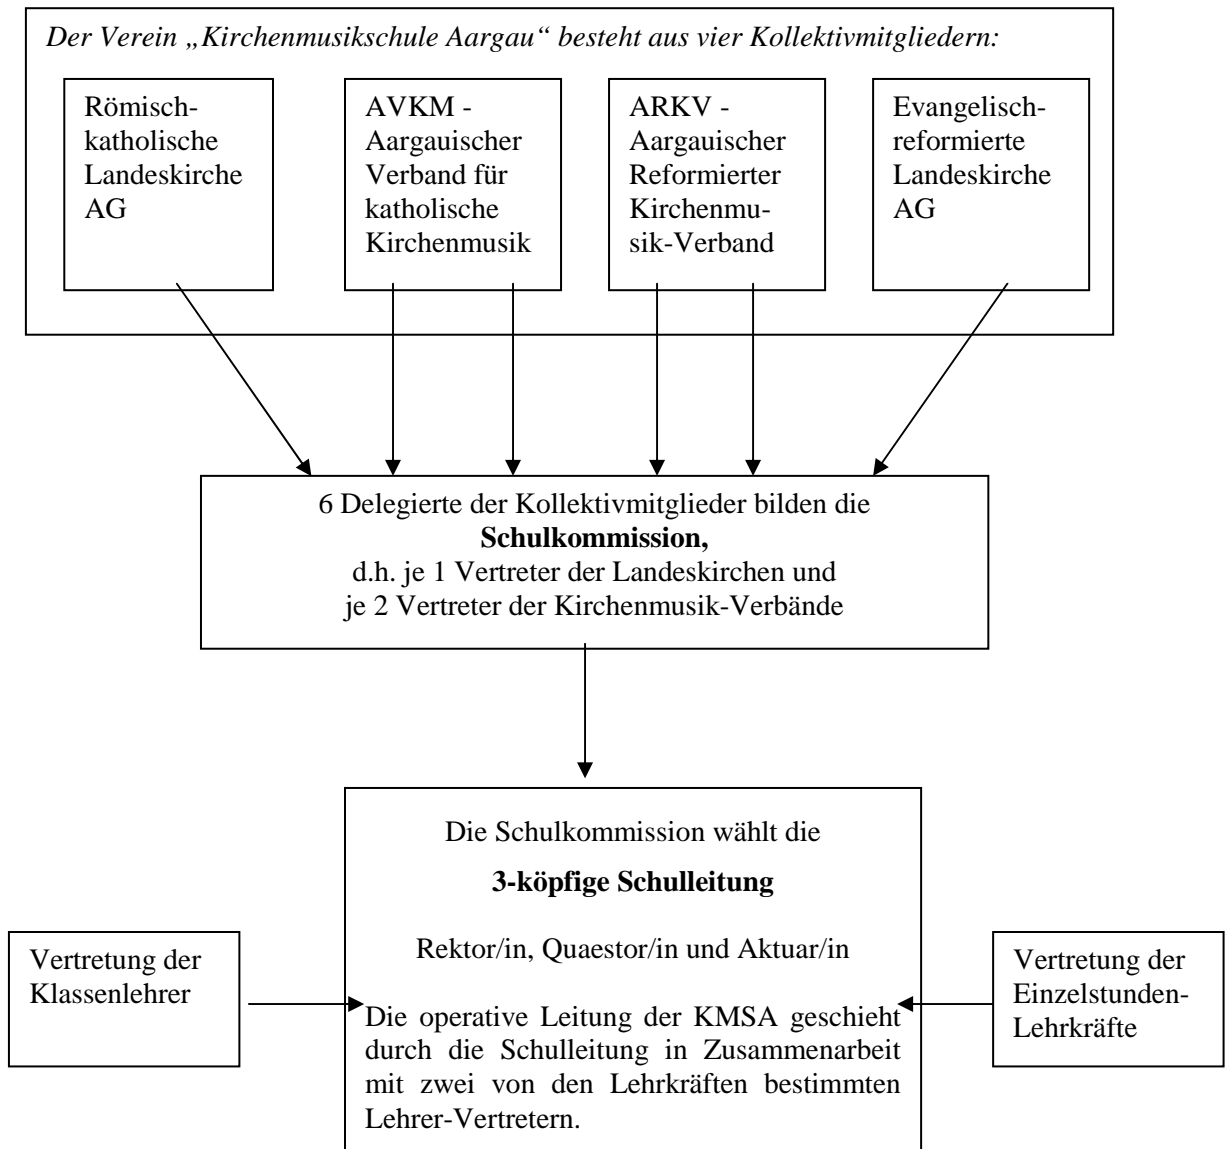 Der Verein „Kirchenmusikschule Aargau“ besteht aus vier Kollektivmitgliedern:
Römisch-
katholische
Landeskirche
AG
AVKM -
Aargauischer
Verband für
katholische
Kirchenmusik
ARKV -
Aargauischer
Reformierter
Kirchenmu-
sik-Verband
Evangelisch-
reformierte
Landeskirche
AG
6 Delegierte der Kollektivmitglieder bilden die
Schulkommission,
d.h. je 1 Vertreter der Landeskirchen und
je 2 Vertreter der Kirchenmusik-Verbände
Die Schulkommission wählt die
3-köpfige Schulleitung
Rektor/in, Quaestor/in und Aktuar/in
Die operative Leitung der KMSA geschieht
durch die Schulleitung in Zusammenarbeit
mit zwei von den Lehrkräften bestimmten
Lehrer-Vertretern.
Vertretung der
Klassenlehrer
Vertretung der
Einzelstunden-
Lehrkräfte